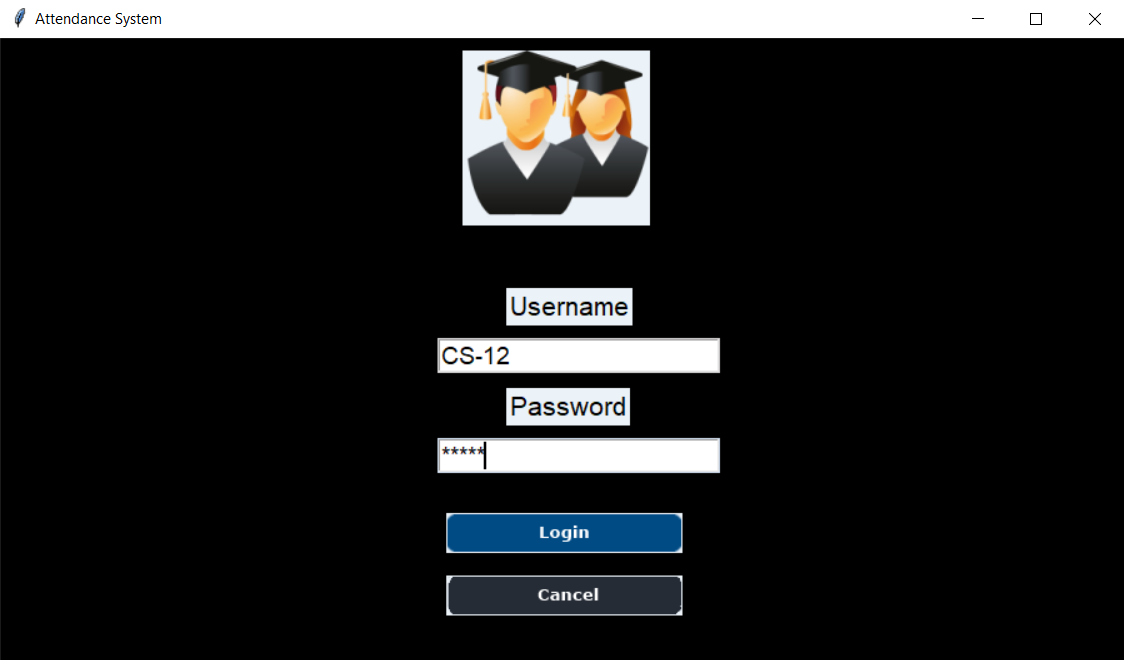 Attendance System
Username
CS-12
Password
*****
Login
Cancel